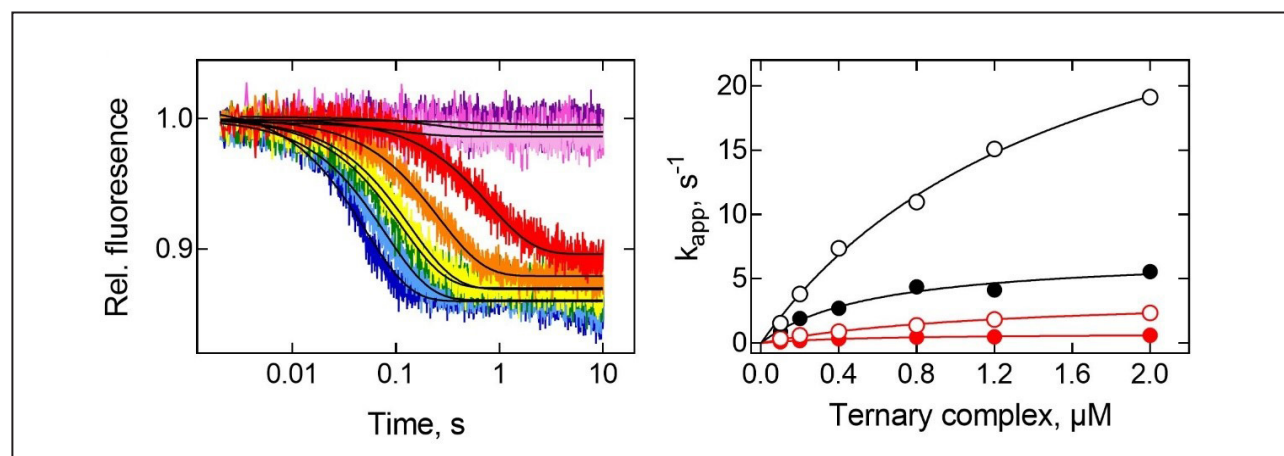 Rel. fluoresence
1.0
0.9
0.01 0.1 1 10
Time, s
k_app, s⁻¹
20
15
10
5
0
0.0 0.4 0.8 1.2 1.6 2.0
Ternary complex, µM